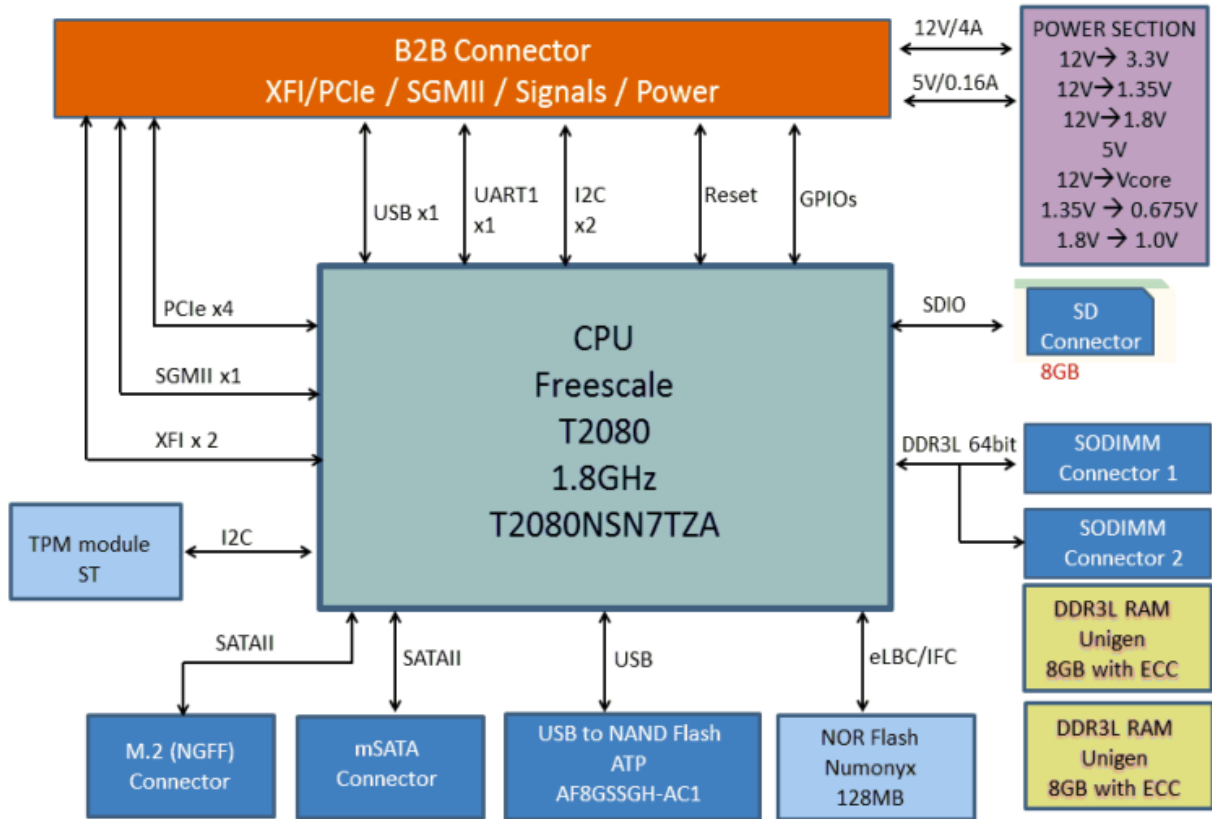 B2B Connector
XFI/PCIe / SGMII / Signals / Power
12V/4A
5V/0.16A
POWER SECTION
12V→ 3.3V
12V→1.35V
12V→1.8V
5V
12V→Vcore
1.35V → 0.675V
1.8V → 1.0V
USB x1
UART1
x1
I2C
x2
Reset
GPIOs
PCIe x4
SGMII x1
XFI x 2
CPU
Freescale
T2080
1.8GHz
T2080NSN7TZA
SDIO
SD
Connector
8GB
DDR3L 64bit
SODIMM
Connector 1
SODIMM
Connector 2
TPM module
ST
I2C
DDR3L RAM
Unigen
8GB with ECC
DDR3L RAM
Unigen
8GB with ECC
SATAII
SATAII
USB
eLBC/IFC
M.2 (NGFF)
Connector
mSATA
Connector
USB to NAND Flash
ATP
AF8GSSGH-AC1
NOR Flash
Numonyx
128MB